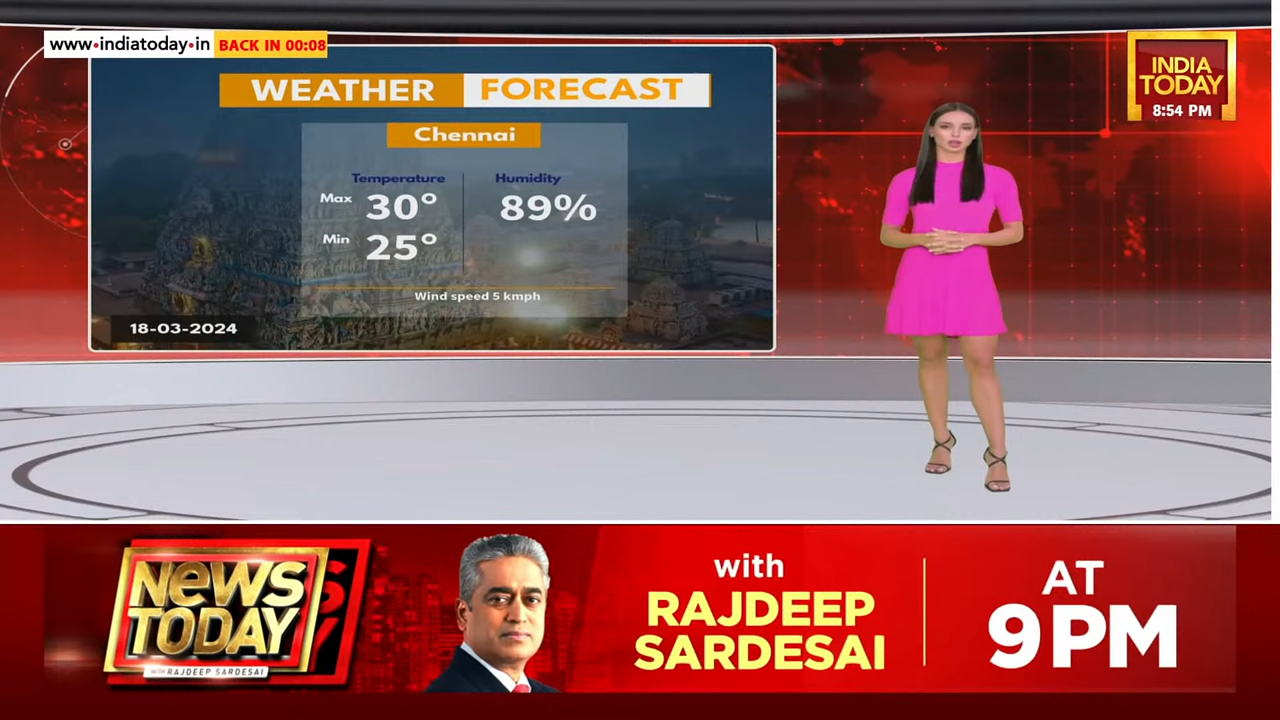 www•indiatoday•in BACK IN 00:08
INDIA
TODAY
8:54 PM
WEATHER FORECAST
Chennai
Temperature Humidity
Max 30° 89%
Min 25°
Wind speed 5 kmph
18-03-2024
NeWS
TODAY
WITH RAJDEEP SARDESAI
with
RAJDEEP
SARDESAI
AT
9PM